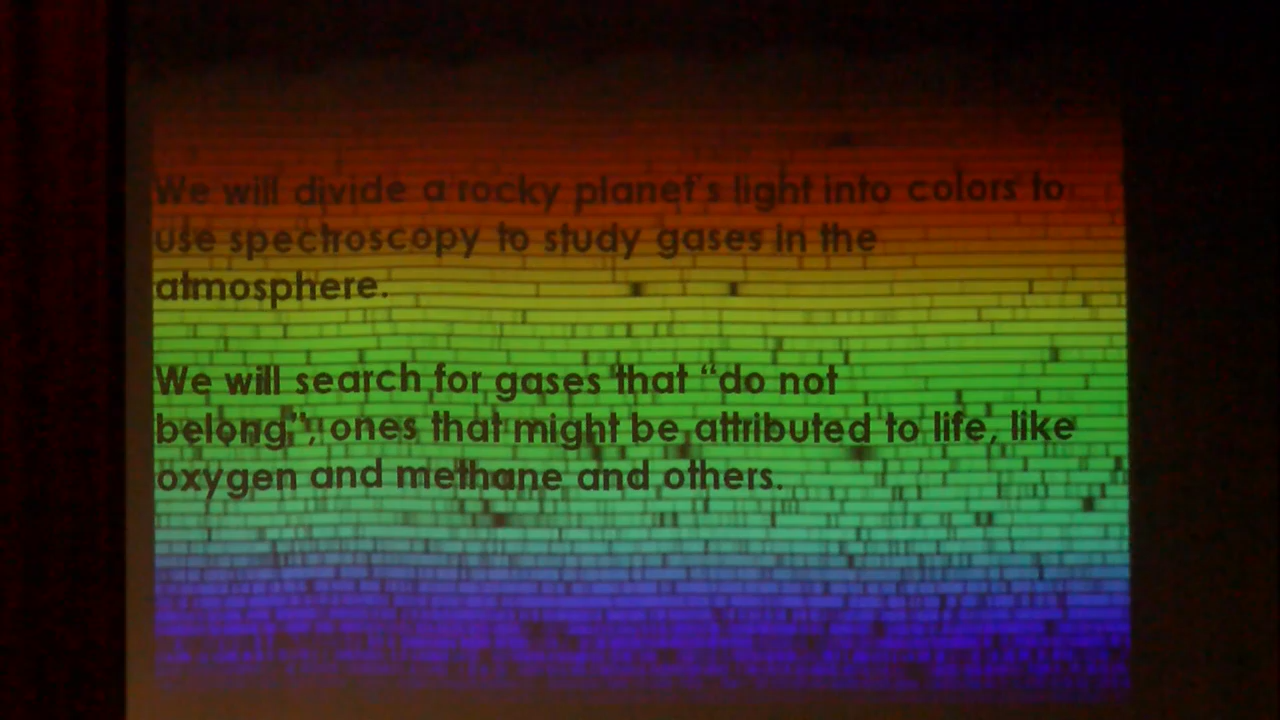 We will divide a rocky planet's light into colors to
use spectroscopy to study gases in the
atmosphere.
We will search for gases that “do not
belong”, ones that might be attributed to life, like
oxygen and methane and others.